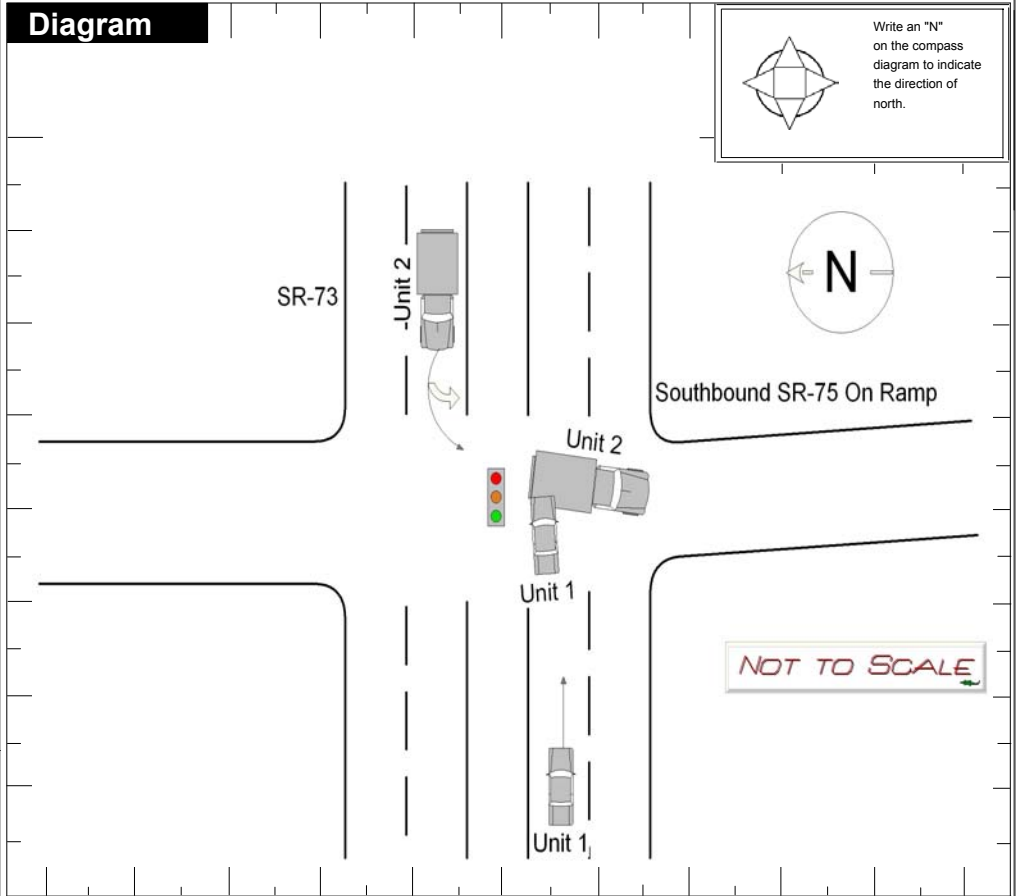 Diagram
Write an "N"
on the compass
diagram to indicate
the direction of
north.
SR-73
-Unit 2
N
Southbound SR-75 On Ramp
Unit 2
Unit 1
NOT TO SCALE
Unit 1